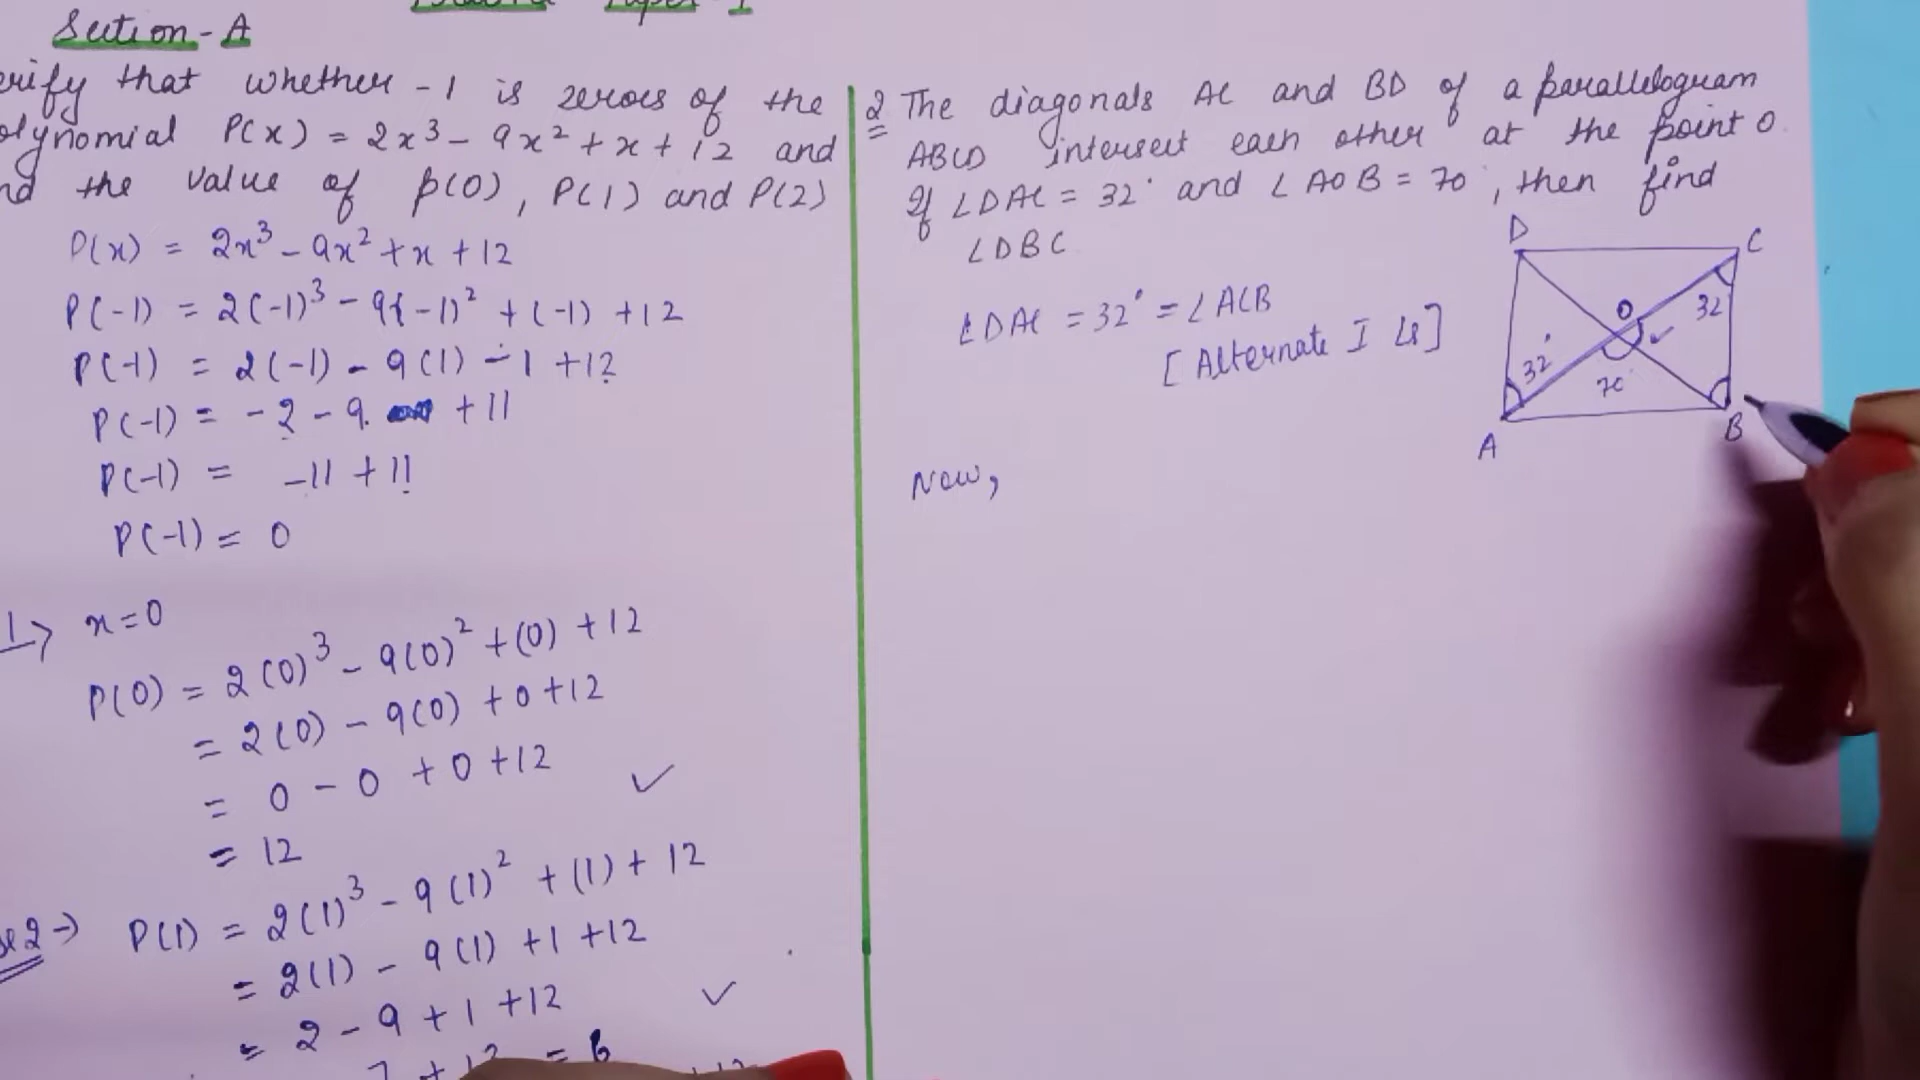 Section-A
that whether -1 is zeroes of the
P(x) = 2x³ - 9x² + x + 12 and
the value of p(0), P(1) and P(2)
P(x) = 2x³ - 9x² + x + 12
P(-1) = 2(-1)³ - 9(-1)² + (-1) + 12
P(-1) = 2(-1) - 9(1) - 1 + 12
P(-1) = -2 - 9 + 11
P(-1) = -11 + 11
P(-1) = 0
x = 0
P(0) = 2(0)³ - 9(0)² + (0) + 12
= 2(0) - 9(0) + 0 + 12
= 0 - 0 + 0 + 12
= 12
2→ P(1) = 2(1)³ - 9(1)² + (1) + 12
= 2(1) - 9(1) + 1 + 12
= 2 - 9 + 1 + 12
= 6
2 The diagonals AC and BD of a parallelogram
ABCD intersect each other at the point O
If ∠DAC = 32° and ∠AOB = 70, then find
∠DBC
∠DAC = 32° = ∠ACB
[Alternate I ∠s]
Now,
D
C
O
32
32°
70
A
B